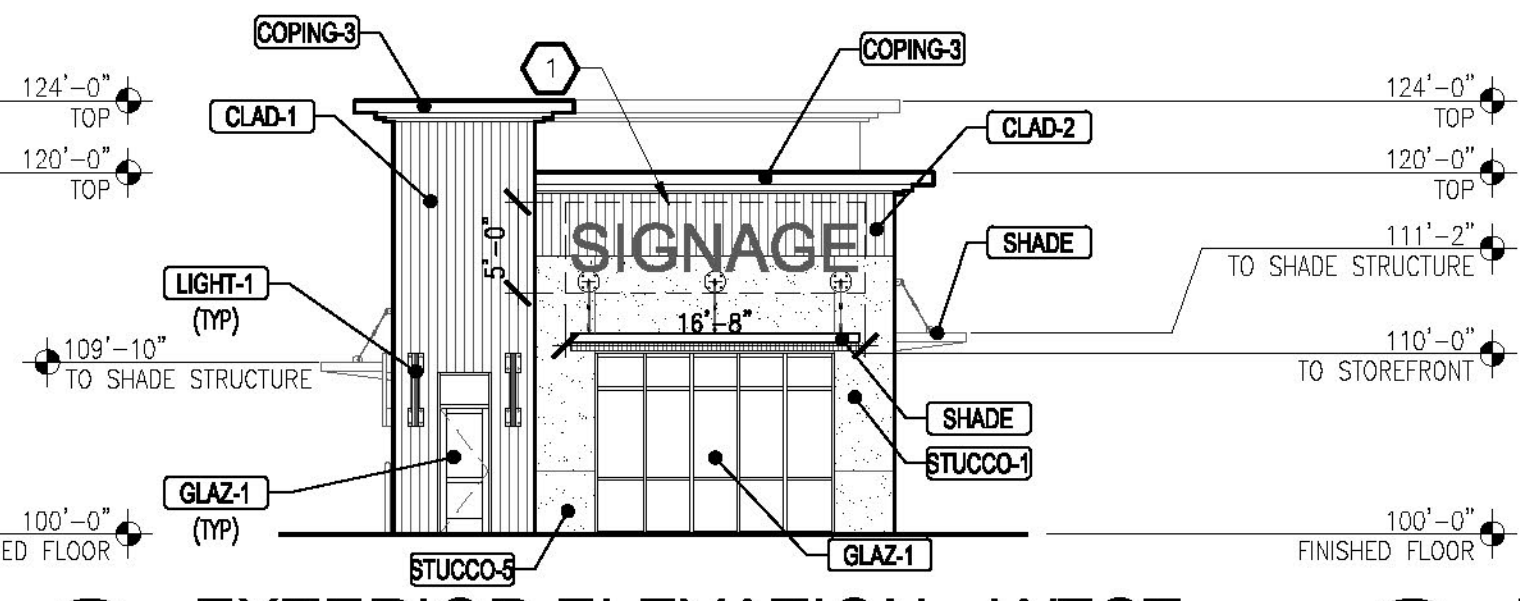 COPING-3
1
COPING-3
124'-0"
TOP
CLAD-1
124'-0"
TOP
CLAD-2
120'-0"
TOP
120'-0"
TOP
5'-0"
SIGNAGE
SHADE
111'-2"
TO SHADE STRUCTURE
LIGHT-1
(TYP)
16'-8"
109'-10"
TO SHADE STRUCTURE
110'-0"
TO STOREFRONT
SHADE
STUCCO-1
GLAZ-1
(TYP)
100'-0"
ED FLOOR
100'-0"
FINISHED FLOOR
STUCCO-5
GLAZ-1
EXTERIOR ELEVATION - WEST